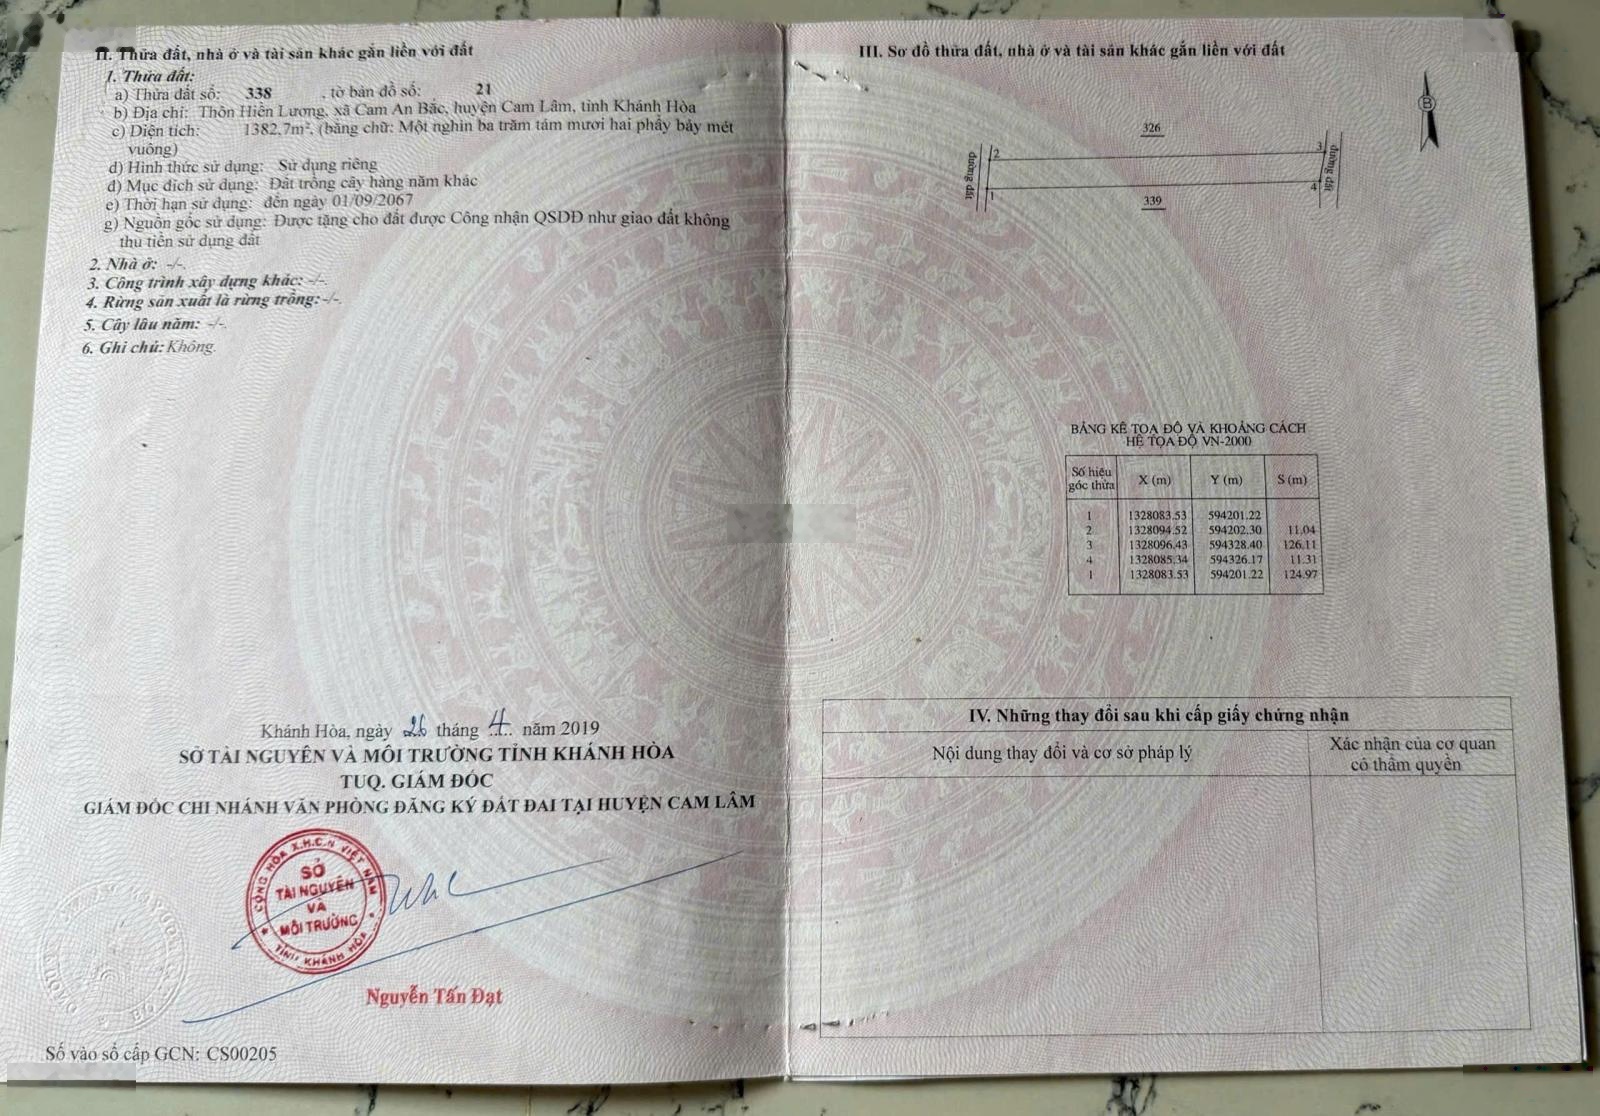 II. Thửa đất, nhà ở và tài sản khác gắn liền với đất
1. Thửa đất:
a) Thửa đất số: 338 , tờ bản đồ số: 21
b) Địa chỉ: Thôn Hiền Lương, xã Cam An Bắc, huyện Cam Lâm, tỉnh Khánh Hòa
c) Diện tích: 1382,7m², (bằng chữ: Một nghìn ba trăm tám mươi hai phẩy bảy mét
vuông)
d) Hình thức sử dụng: Sử dụng riêng
đ) Mục đích sử dụng: Đất trồng cây hàng năm khác
e) Thời hạn sử dụng: đến ngày 01/09/2067
g) Nguồn gốc sử dụng: Được tặng cho đất được Công nhận QSDĐ như giao đất không
thu tiền sử dụng đất
2. Nhà ở: -/-.
3. Công trình xây dựng khác: -/-.
4. Rừng sản xuất là rừng trồng: -/-.
5. Cây lâu năm: -/-.
6. Ghi chú: Không.
Khánh Hòa, ngày 26 tháng 4 năm 2019
SỞ TÀI NGUYÊN VÀ MÔI TRƯỜNG TỈNH KHÁNH HÒA
TUQ. GIÁM ĐỐC
GIÁM ĐỐC CHI NHÁNH VĂN PHÒNG ĐĂNG KÝ ĐẤT ĐAI TẠI HUYỆN CAM LÂM
CỘNG HÒA X.H.C.N VIỆT NAM
SỞ
TÀI NGUYÊN
VÀ
MÔI TRƯỜNG
TỈNH KHÁNH HÒA
Nguyễn Tấn Đạt
Số vào sổ cấp GCN: CS00205
III. Sơ đồ thửa đất, nhà ở và tài sản khác gắn liền với đất
B
326
đường đất
2
3
đường đất
1
4
339
BẢNG KÊ TỌA ĐỘ VÀ KHOẢNG CÁCH
HỆ TỌA ĐỘ VN-2000
Số hiệu góc thửa X (m) Y (m) S (m)
1 1328083.53 594201.22
2 1328094.52 594202.30 11.04
3 1328096.43 594328.40 126.11
4 1328085.34 594326.17 11.31
1 1328083.53 594201.22 124.97
IV. Những thay đổi sau khi cấp giấy chứng nhận
Nội dung thay đổi và cơ sở pháp lý
Xác nhận của cơ quan
có thẩm quyền